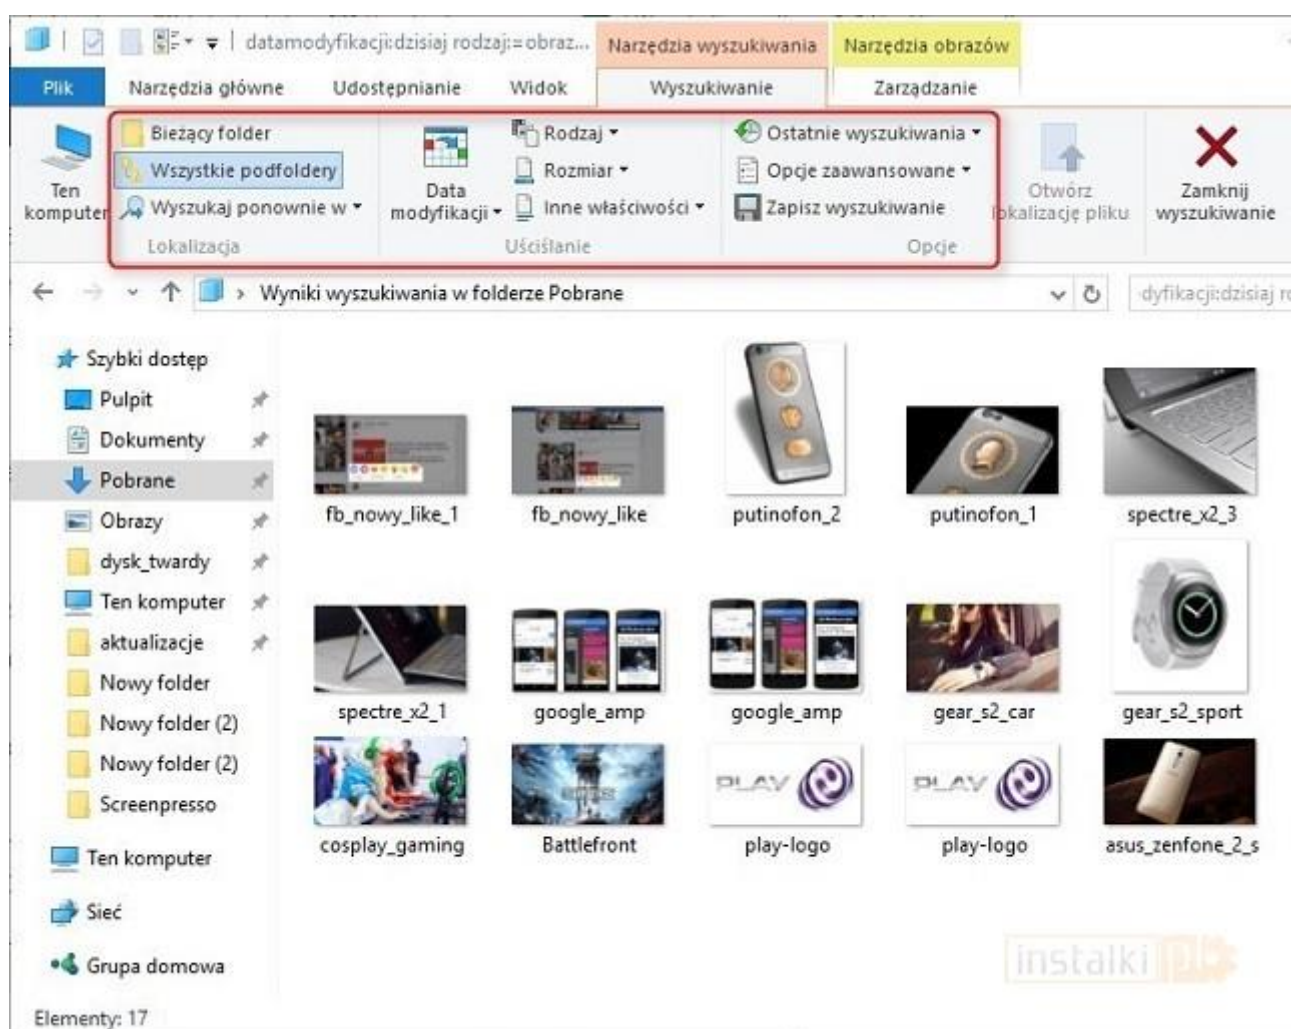 datamodyfikacji:dzisiaj rodzaj:=obraz...
Narzędzia wyszukiwania
Narzędzia obrazów
Plik
Narzędzia główne
Udostępnianie
Widok
Wyszukiwanie
Zarządzanie
Ten komputer
Bieżący folder
Wszystkie podfoldery
Wyszukaj ponownie w
Lokalizacja
Data modyfikacji
Rodzaj
Rozmiar
Inne właściwości
Uściślanie
Ostatnie wyszukiwania
Opcje zaawansowane
Zapisz wyszukiwanie
Opcje
Otwórz
lokalizację pliku
Zamknij
wyszukiwanie
Wyniki wyszukiwania w folderze Pobrane
dyfikacji:dzisiaj
Szybki dostęp
Pulpit
Dokumenty
Pobrane
Obrazy
dysk_twardy
Ten komputer
aktualizacje
Nowy folder
Nowy folder (2)
Nowy folder (2)
Screenpresso
Ten komputer
Sieć
Grupa domowa
fb_nowy_like_1
fb_nowy_like
putinofon_2
putinofon_1
spectre_x2_3
spectre_x2_1
google_amp
google_amp
gear_s2_car
gear_s2_sport
PLAY
PLAY
cosplay_gaming
Battlefront
play-logo
play-logo
asus_zenfone_2_s
instalki pl
Elementy: 17